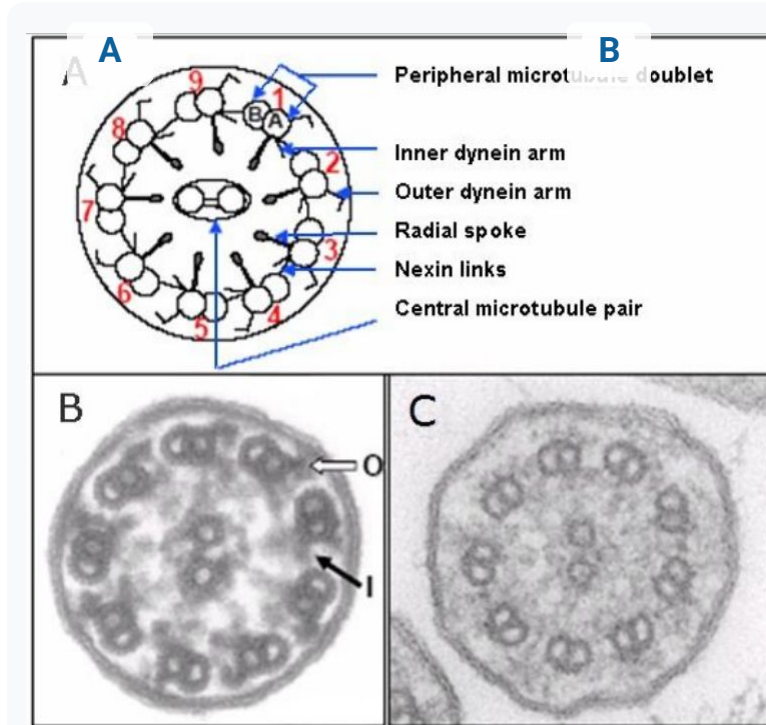 A
B
A
Peripheral microtubule doublet
9
1
B
A
8
2
Inner dynein arm
Outer dynein arm
7
Radial spoke
3
Nexin links
6
4
Central microtubule pair
5
B
O
I
C